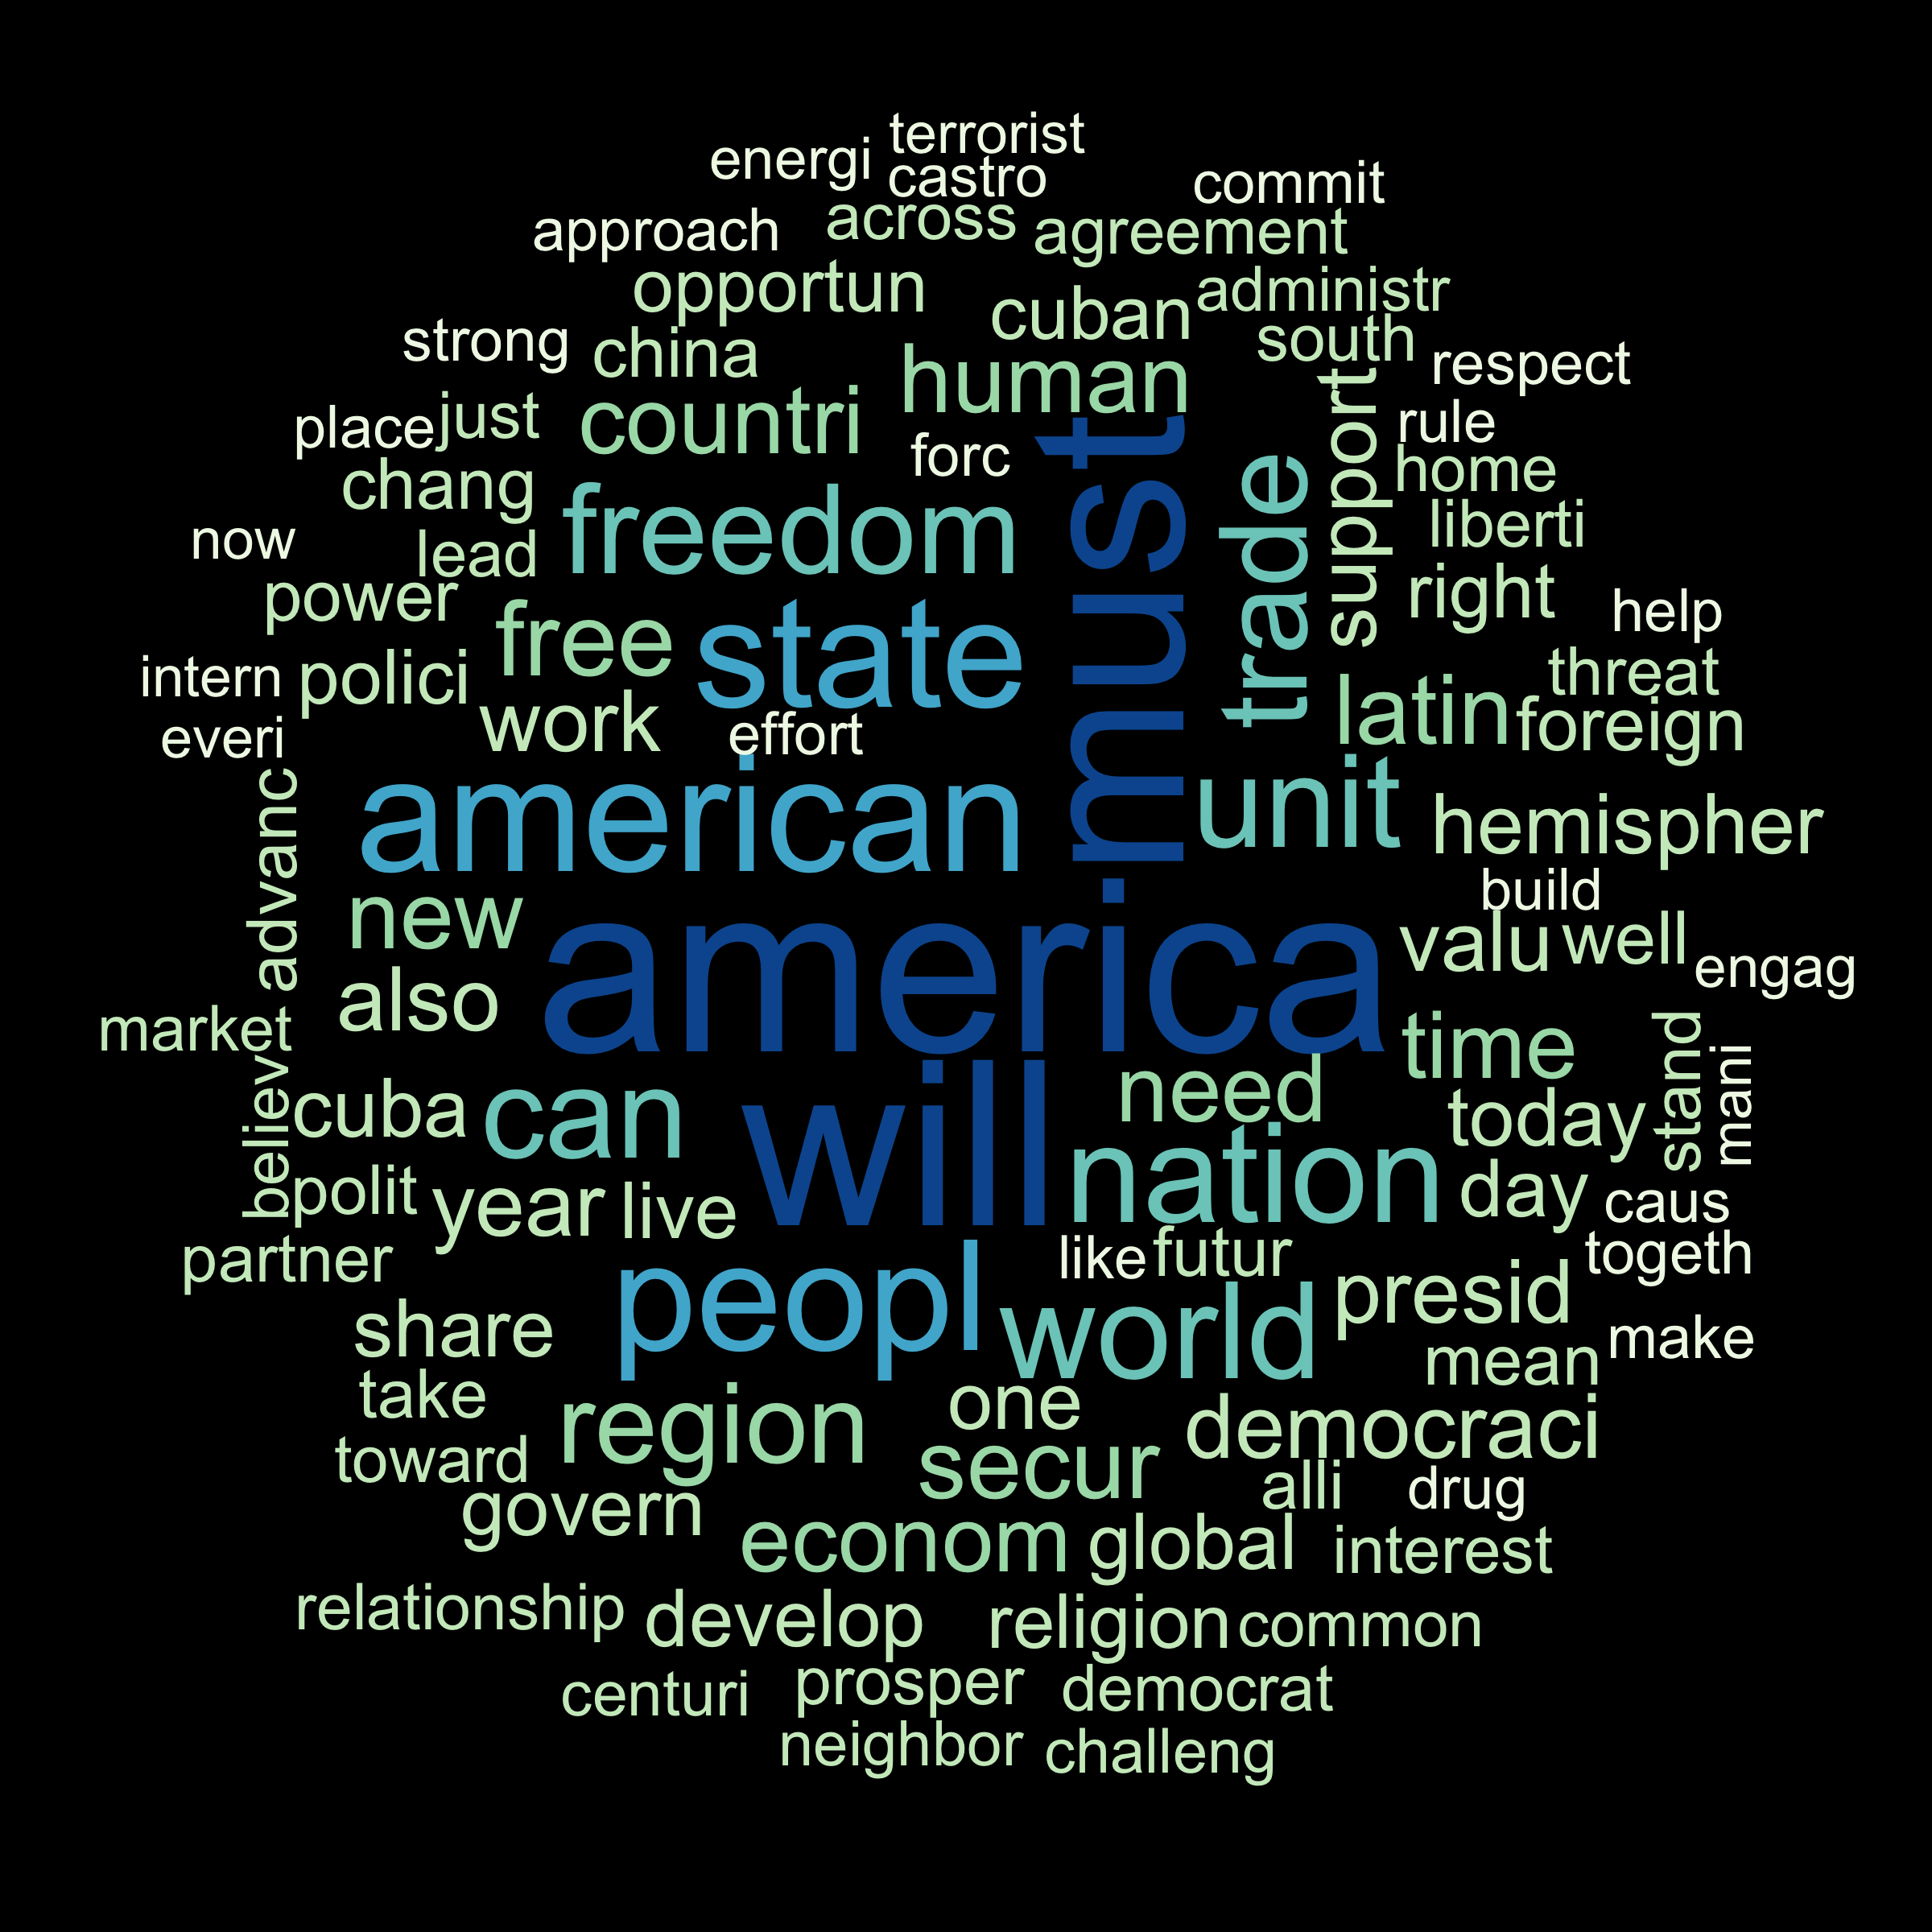 terrorist
energi
castro
commit
approach
across
agreement
opportun
cuban
administr
strong
china
south
respect
human
place
just
countri
forc
support
rule
chang
home
must
trade
freedom
now
lead
liberti
power
free
state
right
help
intern
polici
latin
threat
everi
work
effort
foreign
american
unit
hemispher
advanc
new
build
america
valu
well
also
engag
market
time
stand
mani
believ
cuba
can
will
need
today
polit
year
live
nation
day
caus
partner
like
futur
togeth
share
peopl
world
presid
make
take
mean
region
one
toward
secur
democraci
govern
alli
drug
econom
global
interest
relationship
develop
religion
common
centuri
prosper
democrat
neighbor
challeng